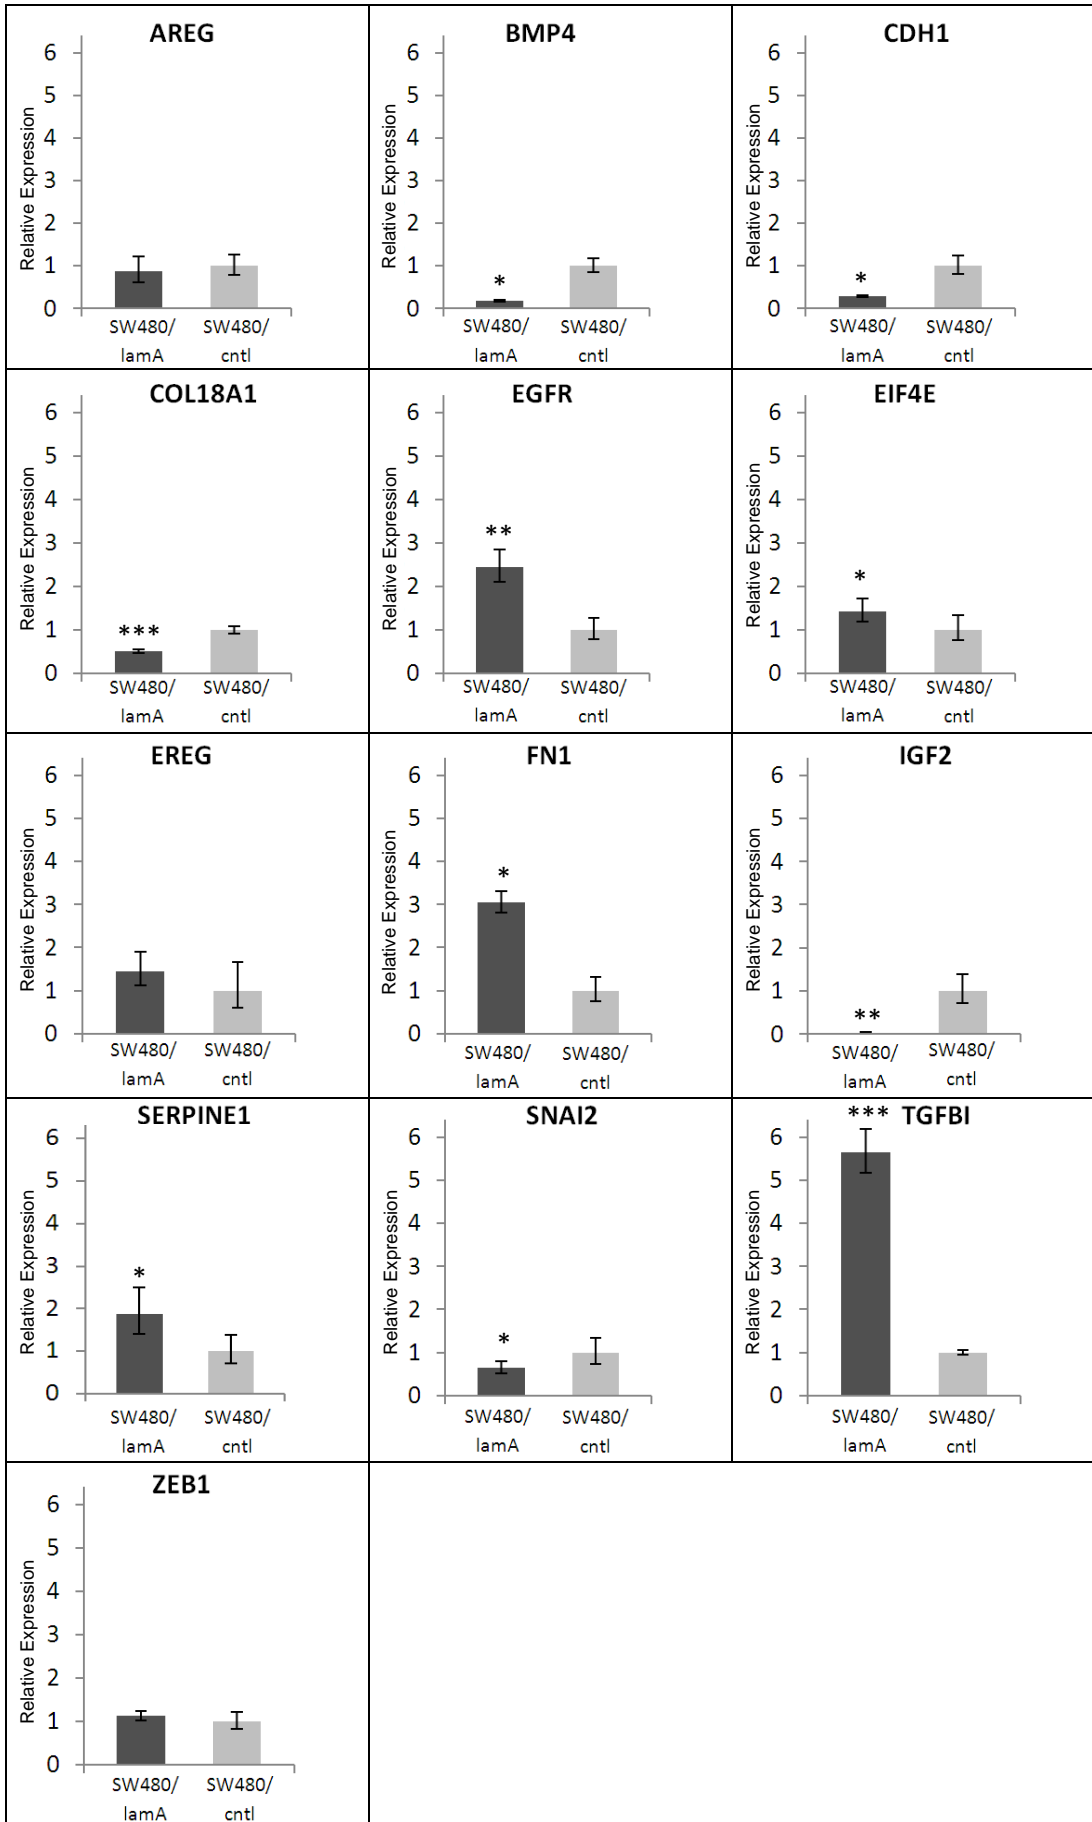 AREG
Relative Expression
6
5
4
3
2
1
0
SW480/ SW480/
lamA cntl
BMP4
Relative Expression
6
5
4
3
2
1
0
*
SW480/ SW480/
lamA cntl
CDH1
Relative Expression
6
5
4
3
2
1
0
*
SW480/ SW480/
lamA cntl
COL18A1
Relative Expression
6
5
4
3
2
1
0
***
SW480/ SW480/
lamA cntl
EGFR
Relative Expression
6
5
4
3
2
1
0
**
SW480/ SW480/
lamA cntl
EIF4E
Relative Expression
6
5
4
3
2
1
0
*
SW480/ SW480/
lamA cntl
EREG
Relative Expression
6
5
4
3
2
1
0
SW480/ SW480/
lamA cntl
FN1
Relative Expression
6
5
4
3
2
1
0
*
SW480/ SW480/
lamA cntl
IGF2
Relative Expression
6
5
4
3
2
1
0
**
SW480/ SW480/
lamA cntl
SERPINE1
Relative Expression
6
5
4
3
2
1
0
*
SW480/ SW480/
lamA cntl
SNAI2
Relative Expression
6
5
4
3
2
1
0
*
SW480/ SW480/
lamA cntl
*** TGFBI
Relative Expression
6
5
4
3
2
1
0
SW480/ SW480/
lamA cntl
ZEB1
Relative Expression
6
5
4
3
2
1
0
SW480/ SW480/
lamA cntl